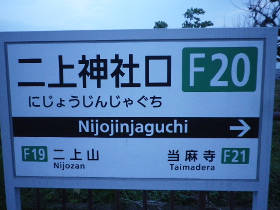 二上神社口 F20
にじょうじんじゃぐち
Nijojinjaguchi →
F19 二上山 当麻寺 F21
Nijozan Taimadera